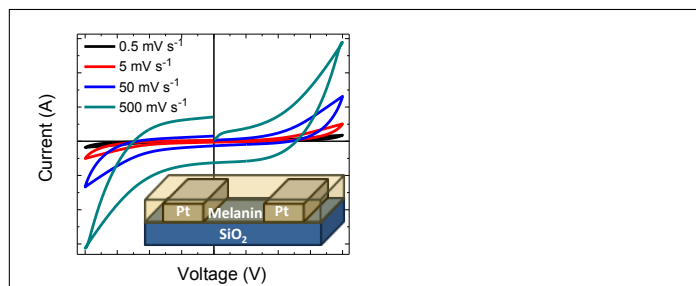 0.5 mV s-1
5 mV s-1
50 mV s-1
500 mV s-1
Current (A)
Pt Melanin Pt
SiO2
Voltage (V)